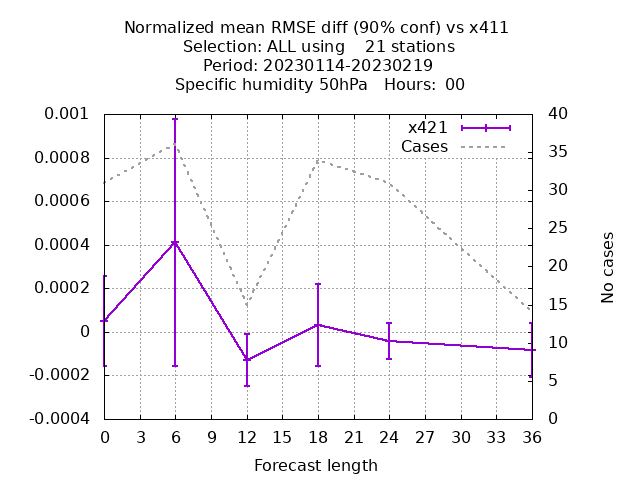 Normalized mean RMSE diff (90% conf) vs x411
Selection: ALL using    21 stations
Period: 20230114-20230219
Specific humidity 50hPa   Hours:  00
0.001
0.0008
0.0006
0.0004
0.0002
0
-0.0002
-0.0004
x421
Cases
40
35
30
25
20
15
10
5
0
No cases
0 3 6 9 12 15 18 21 24 27 30 33 36
Forecast length